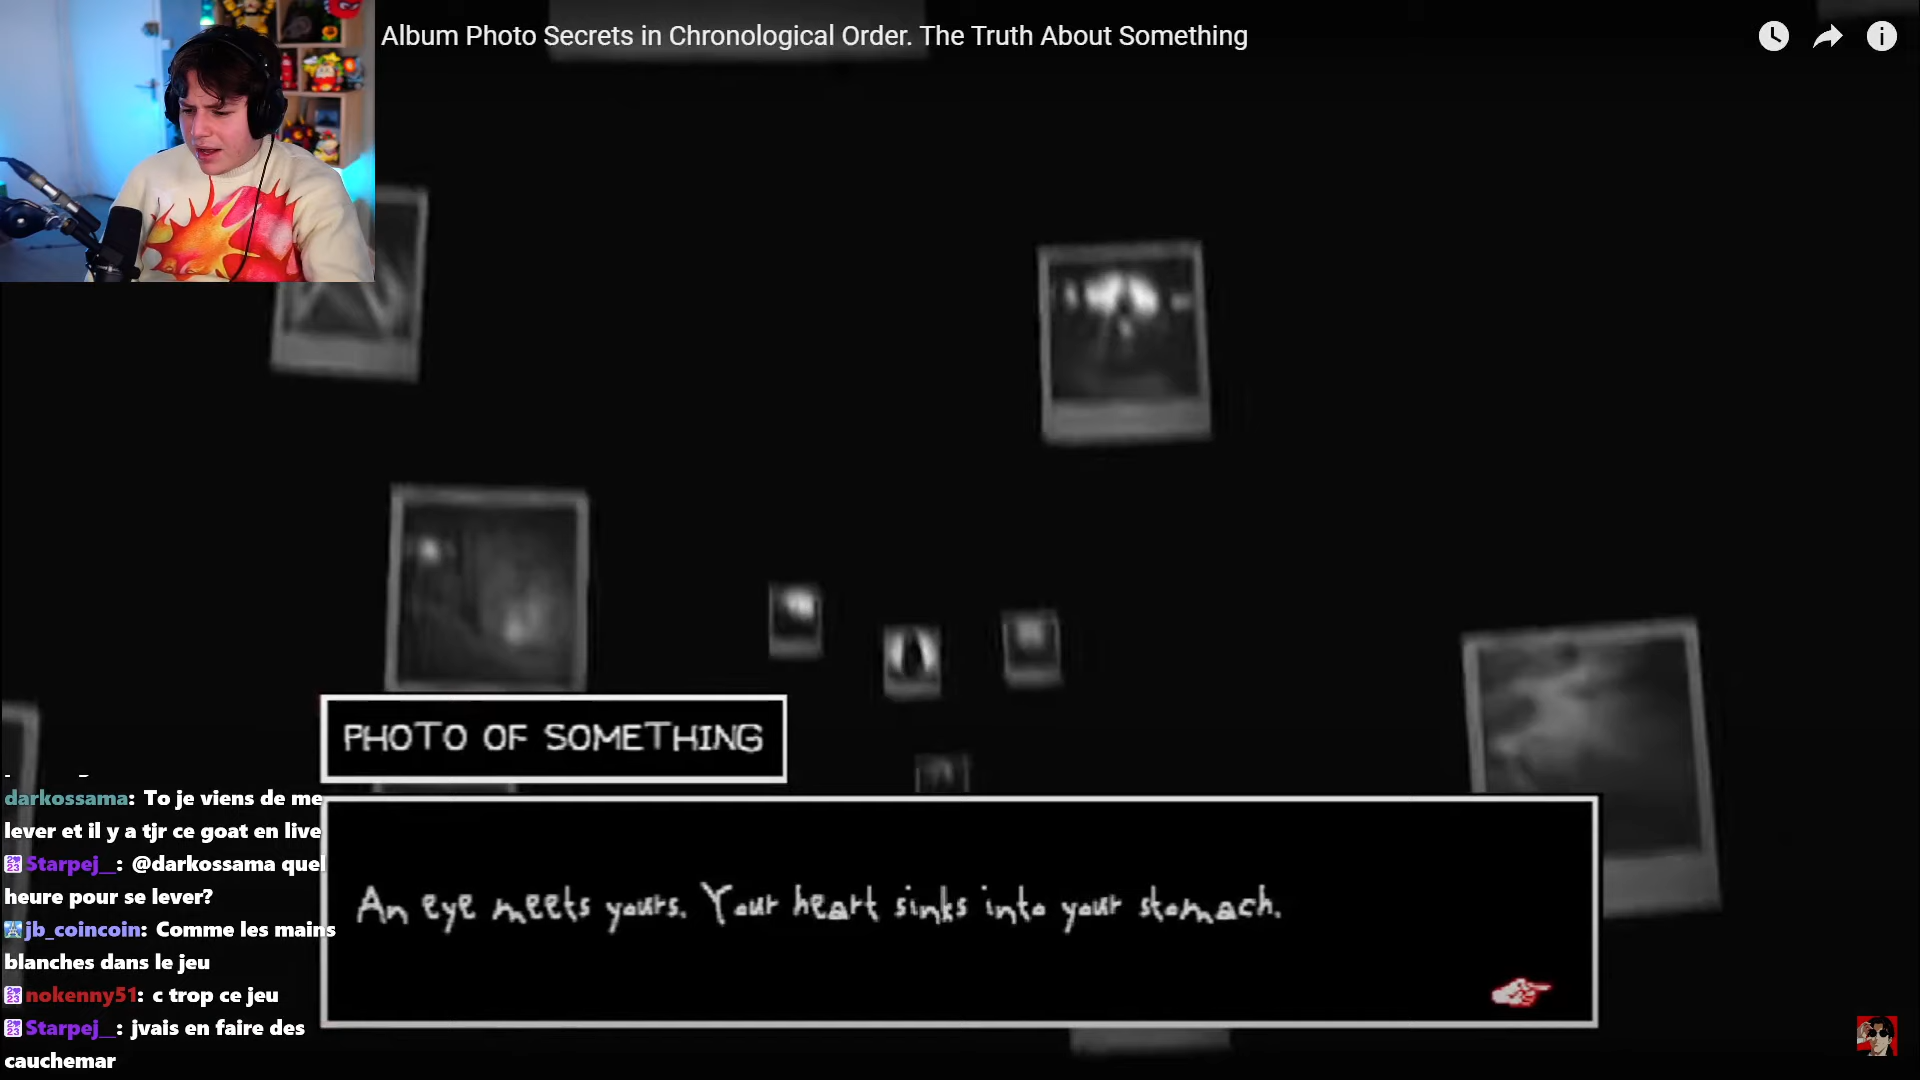 Album Photo Secrets in Chronological Order. The Truth About Something
PHOTO OF SOMETHING
An eye meets yours. Your heart sinks into your stomach.
darkossama: To je viens de me
lever et il y a tjr ce goat en live
Starpej__: @darkossama quel
heure pour se lever?
jb_coincoin: Comme les mains
blanches dans le jeu
nokenny51: c trop ce jeu
Starpej__: jvais en faire des
cauchemar